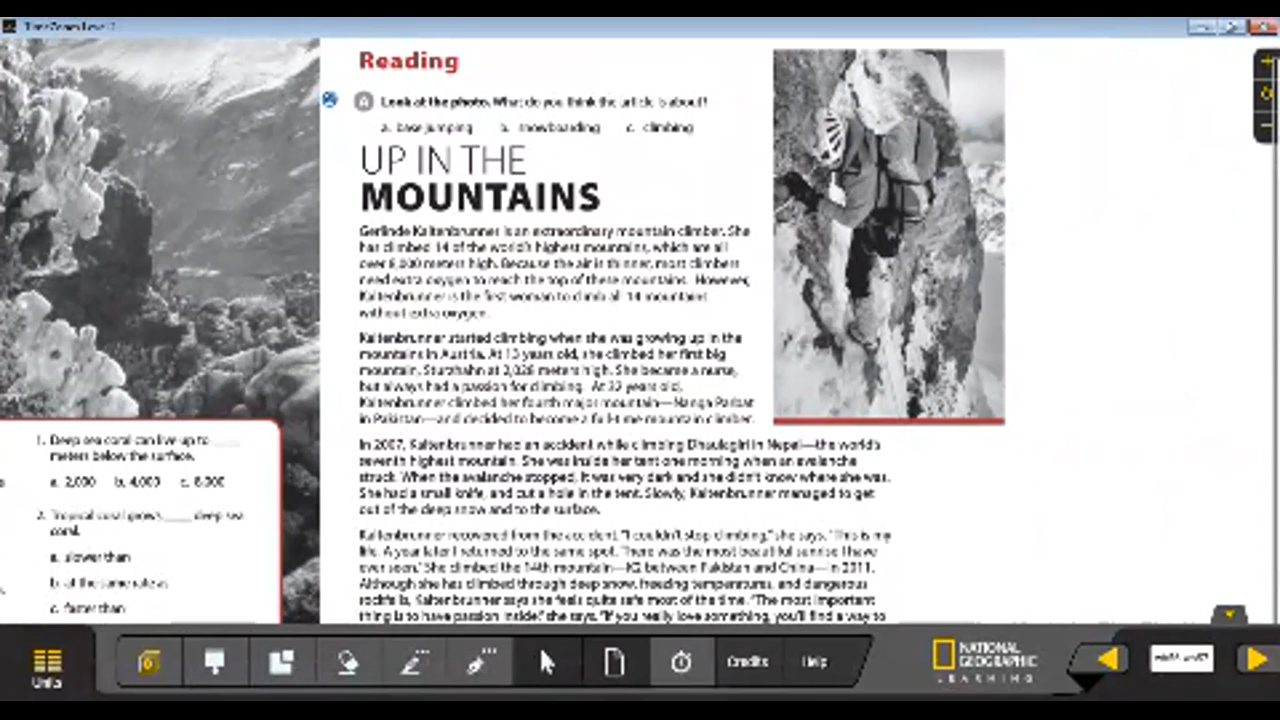 Reading
Look at the photo. What do you think the article is about?
a. base jumping b. snowboarding c. climbing
UP IN THE
MOUNTAINS
Gerlinde Kaltenbrunner is an extraordinary mountain climber. She
has climbed 14 of the world's highest mountains, which are all
over 8,000 meters high. Because the air is thinner, most climbers
need extra oxygen to reach the top of these mountains. However,
Kaltenbrunner is the first woman to climb all 14 mountains
without extra oxygen.
Kaltenbrunner started climbing when she was growing up in the
mountains in Austria. At 13 years old, she climbed her first big
mountain, Sturzhahn at 2,028 meters high. She became a nurse,
but always had a passion for climbing. At 32 years old,
Kaltenbrunner climbed her fourth major mountain—Nanga Parbat
in Pakistan—and decided to become a full-time mountain climber.
In 2007, Kaltenbrunner had an accident while climbing Dhaulagiri in Nepal—the world's
seventh highest mountain. She was inside her tent one morning when an avalanche
struck. When the avalanche stopped, it was very dark and she didn't know where she was.
She had a small knife, and cut a hole in the tent. Slowly, Kaltenbrunner managed to get
out of the deep snow and to the surface.
Kaltenbrunner recovered from the accident. "I couldn't stop climbing," she says. "This is my
life. A year later I returned to the same spot. There was the most beautiful sunrise I have
ever seen." She climbed the 14th mountain—K2 between Pakistan and China—in 2011.
Although she has climbed through deep snow, freezing temperatures, and dangerous
rockfalls, Kaltenbrunner says she feels quite safe most of the time. "The most important
thing is to have passion inside," she says. "If you really love something, you'll find a way to
1. Deep sea coral can live up to ____
meters below the surface.
a. 2,000 b. 4,000 c. 8,000
2. Tropical coral grows ____ deep sea
coral.
a. slower than
b. at the same rate as
c. faster than
Units
Credits
Help
NATIONAL
GEOGRAPHIC
LEARNING